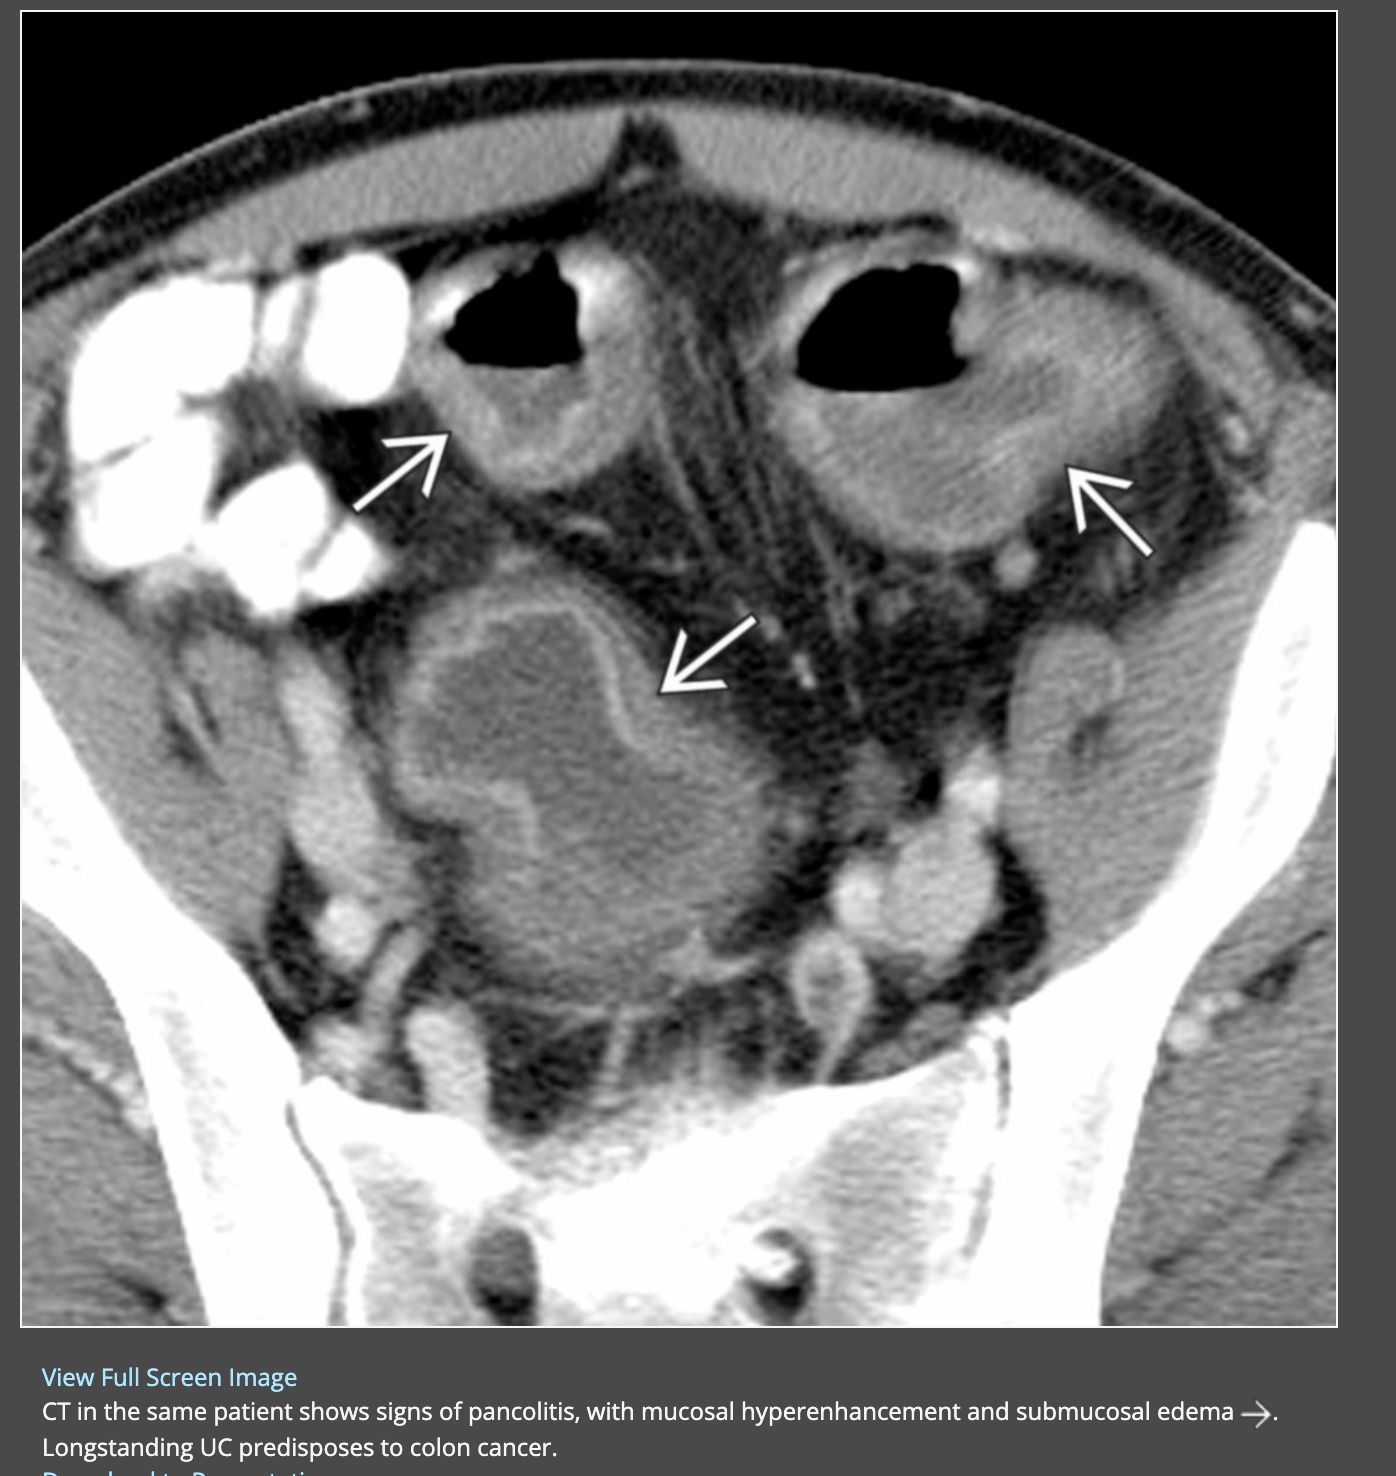 View Full Screen Image
CT in the same patient shows signs of pancolitis, with mucosal hyperenhancement and submucosal edema →.
Longstanding UC predisposes to colon cancer.